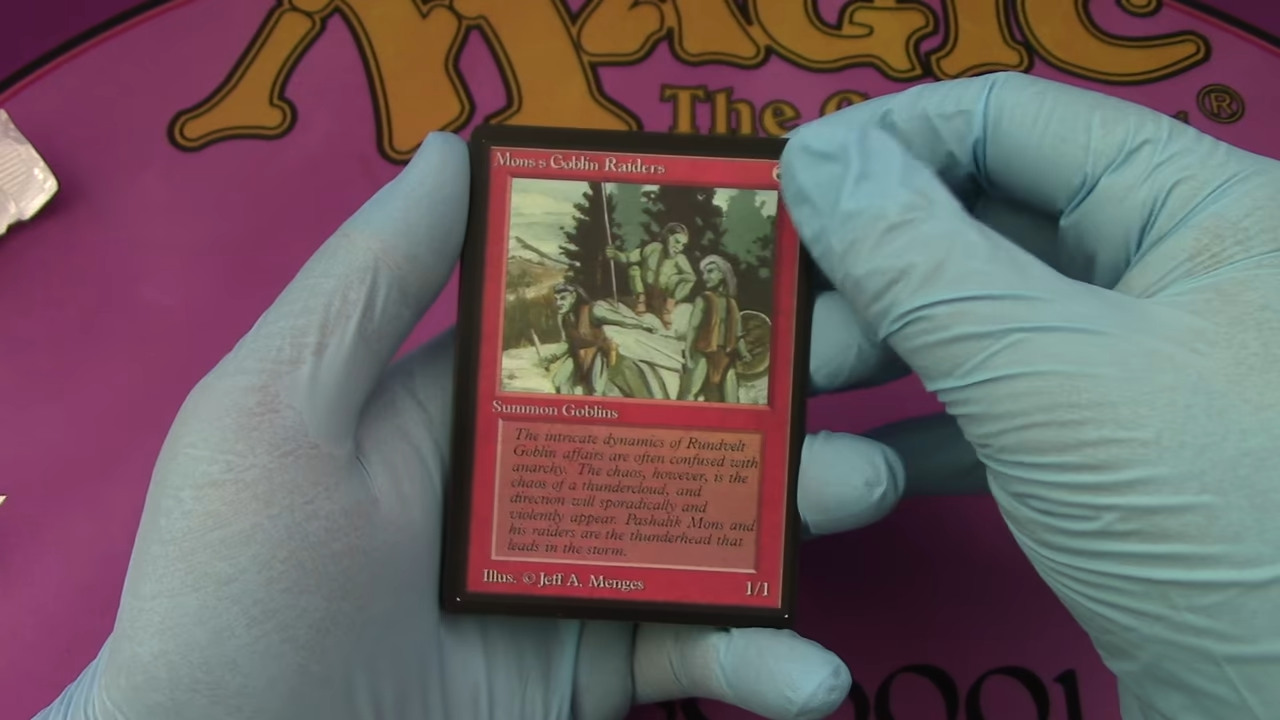 MAGIC
The
®
Mons's Goblin Raiders
Summon Goblins
The intricate dynamics of Rundvelt
Goblin affairs are often confused with
anarchy. The chaos, however, is the
chaos of a thundercloud, and
direction will sporadically and
violently appear. Pashalik Mons and
his raiders are the thunderhead that
leads in the storm.
Illus. © Jeff A. Menges
1/1